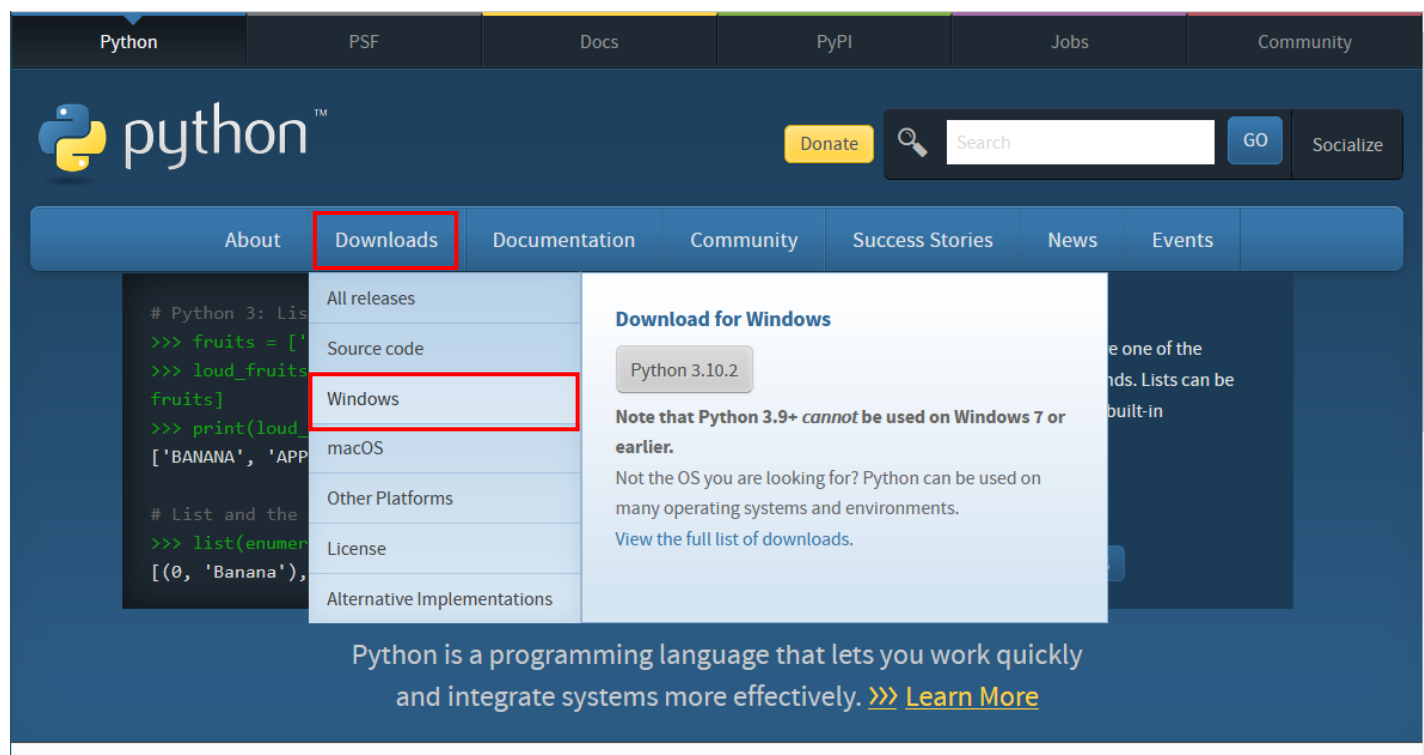 Python PSF Docs PyPI Jobs Community
python™
Donate Search GO Socialize
About Downloads Documentation Community Success Stories News Events
# Python 3: Lis
>>> fruits = ['
>>> loud_fruits
fruits]
>>> print(loud_
['BANANA', 'APP
# List and the
>>> list(enumer
[(0, 'Banana'),
All releases
Source code
Windows
macOS
Other Platforms
License
Alternative Implementations
Download for Windows
Python 3.10.2
Note that Python 3.9+ cannot be used on Windows 7 or
earlier.
Not the OS you are looking for? Python can be used on
many operating systems and environments.
View the full list of downloads.
one of the
Lists can be
built-in
Python is a programming language that lets you work quickly
and integrate systems more effectively. >>> Learn More